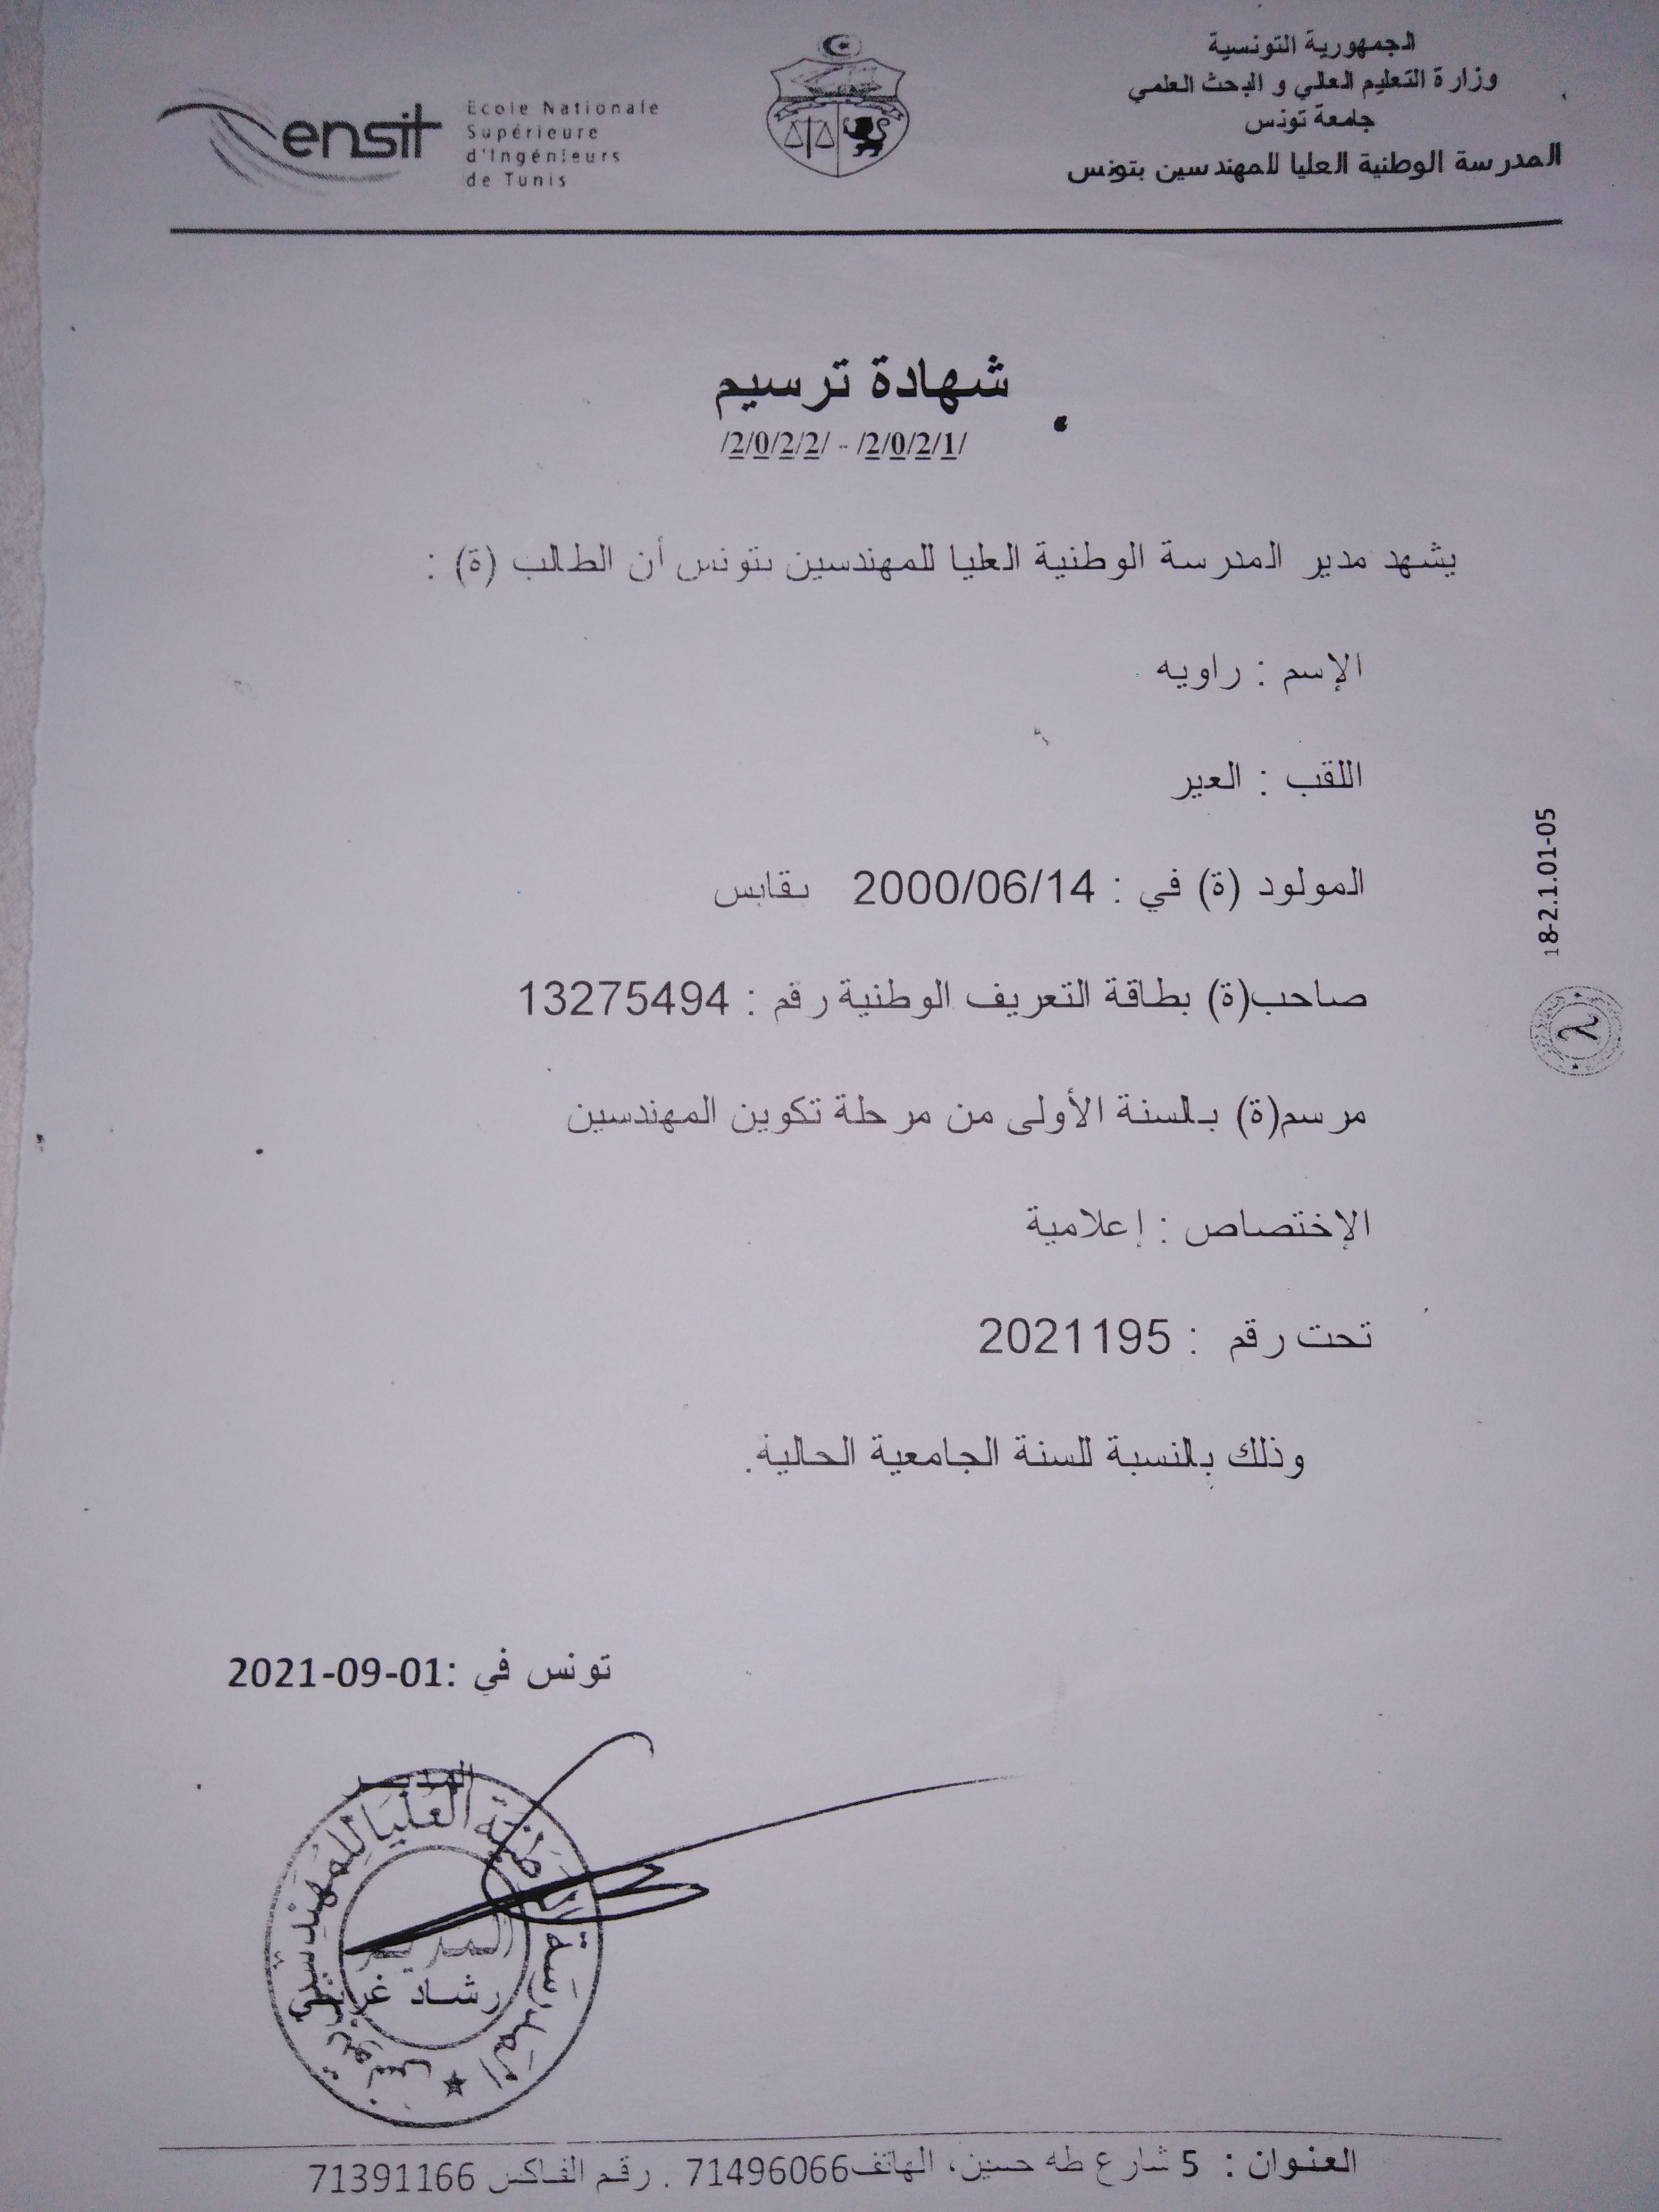 الجمهورية التونسية
وزارة التعليم العالي و البحث العلمي
جامعة تونس
المدرسة الوطنية العليا للمهندسين بتونس
ensit
Ecole Nationale
Supérieure
d'Ingénieurs
de Tunis
شهادة ترسيم
/2/0/2/2/ - /2/0/2/1/
يشهد مدير المدرسة الوطنية العليا للمهندسين بتونس أن الطالب (ة) :
الإسم : راويه
اللقب : العير
المولود (ة) في : 2000/06/14 بقابس
صاحب(ة) بطاقة التعريف الوطنية رقم : 13275494
مرسم(ة) بالسنة الأولى من مرحلة تكوين المهندسين
الإختصاص : إعلامية
تحت رقم : 2021195
وذلك بالنسبة للسنة الجامعية الحالية.
18-2.1.01-05
تونس في :2021-09-01
المديـر
المدرسة الوطنية العليا للمهندسين بتونس
المدير
رشاد
العنوان : 5 شارع طه حسين، الهاتف71496066 . رقم الفاكس 71391166